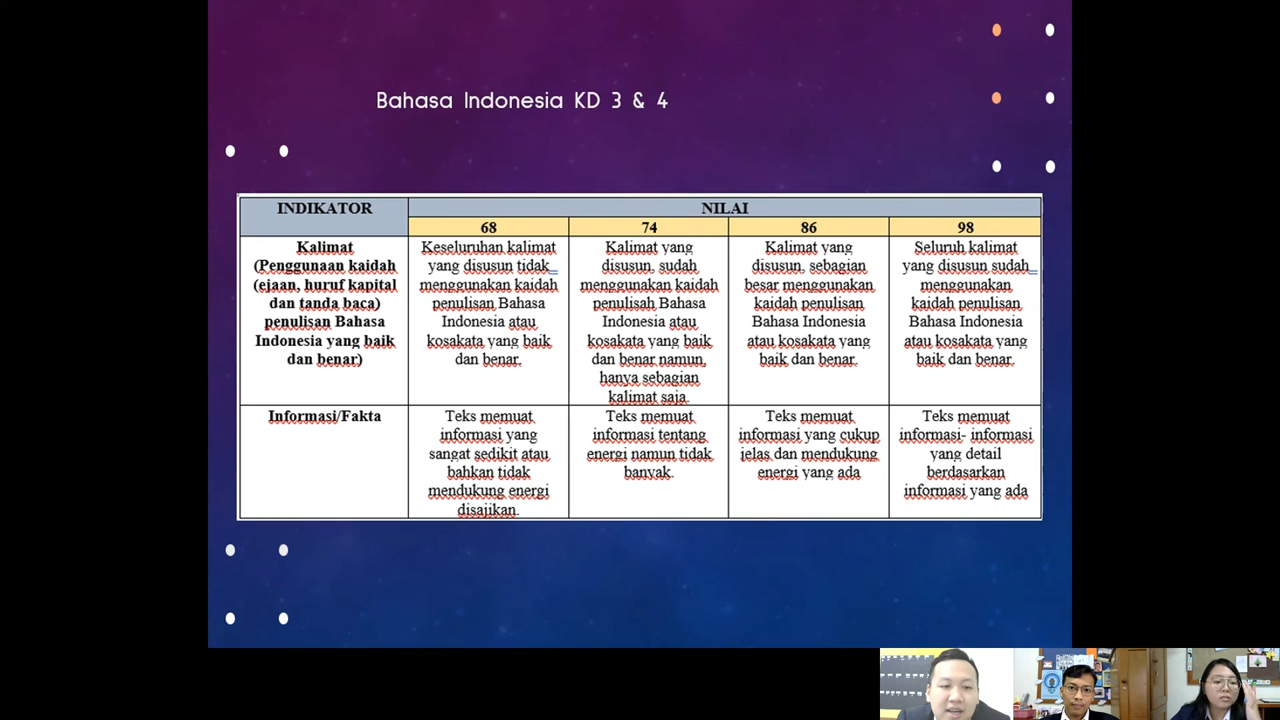 Bahasa Indonesia KD 3 & 4
INDIKATOR
NILAI
68
74
86
98
Kalimat
(Penggunaan kaidah
(ejaan, huruf kapital
dan tanda baca)
penulisan Bahasa
Indonesia yang baik
dan benar)
Keseluruhan kalimat
yang disusun tidak
menggunakan kaidah
penulisan Bahasa
Indonesia atau
kosakata yang baik
dan benar.
Kalimat yang
disusun, sudah
menggunakan kaidah
penulisah Bahasa
Indonesia atau
kosakata yang baik
dan benar namun,
hanya sebagian
kalimat saja.
Kalimat yang
disusun, sebagian
besar menggunakan
kaidah penulisan
Bahasa Indonesia
atau kosakata yang
baik dan benar.
Seluruh kalimat
yang disusun sudah
menggunakan
kaidah penulisan
Bahasa Indonesia
atau kosakata yang
baik dan benar.
Informasi/Fakta
Teks memuat
informasi yang
sangat sedikit atau
bahkan tidak
mendukung energi
disajikan.
Teks memuat
informasi tentang
energi namun tidak
banyak.
Teks memuat
informasi yang cukup
jelas dan mendukung
energi yang ada
Teks memuat
informasi- informasi
yang detail
berdasarkan
informasi yang ada